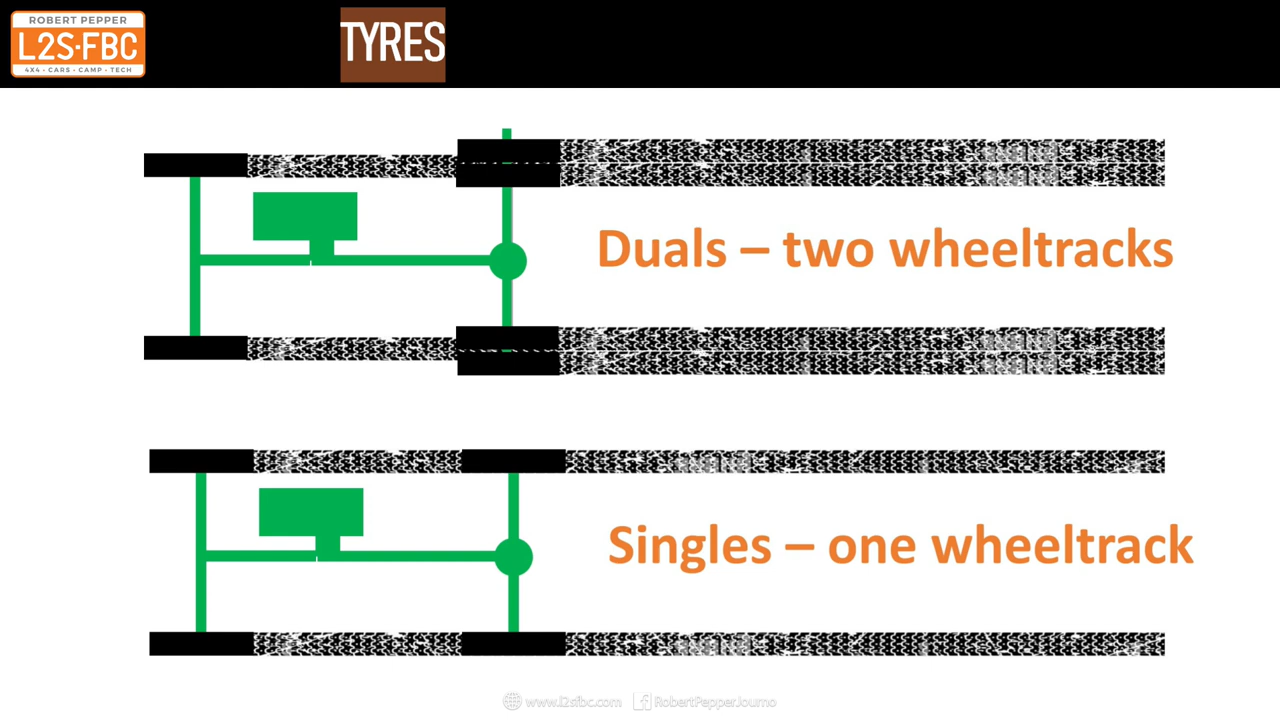 ROBERT PEPPER
L2S·FBC
4X4 • CARS • CAMP • TECH
TYRES
Duals – two wheeltracks
Singles – one wheeltrack
www.l2sfbc.com RobertPepperJourno